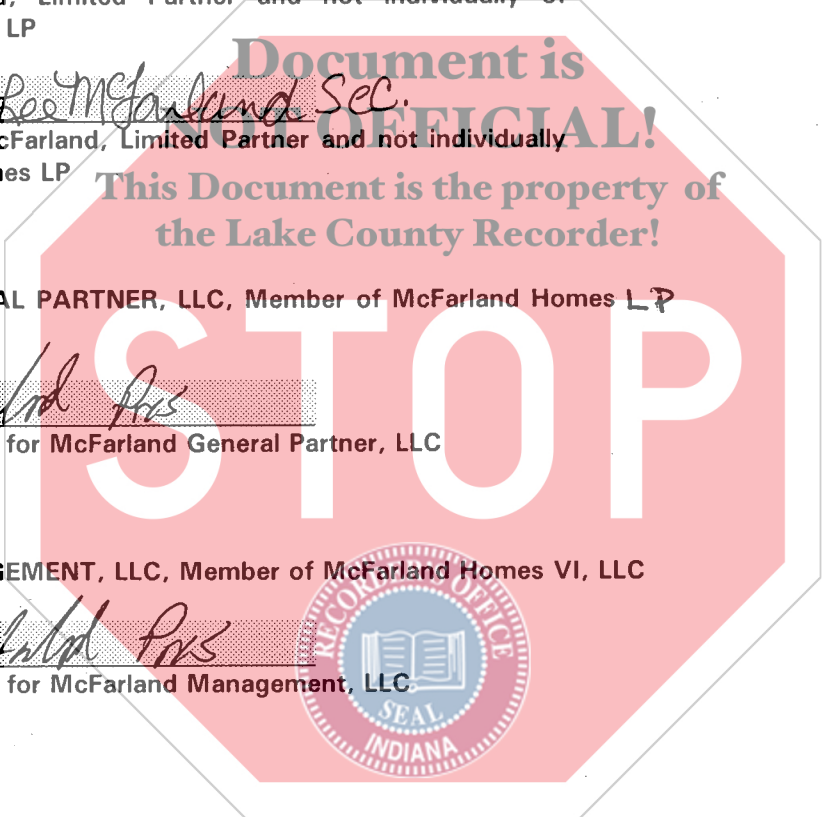 LP
Document is
Lee McFarland Sec.
NOT OFFICIAL!
cFarland, Limited Partner and not individually
es LP
This Document is the property of
the Lake County Recorder!
AL PARTNER, LLC, Member of McFarland Homes LP
STOP
Pres
for McFarland General Partner, LLC
GEMENT, LLC, Member of McFarland Homes VI, LLC
RECORDER'S OFFICE
Pres
for McFarland Management, LLC
SEAL
INDIANA